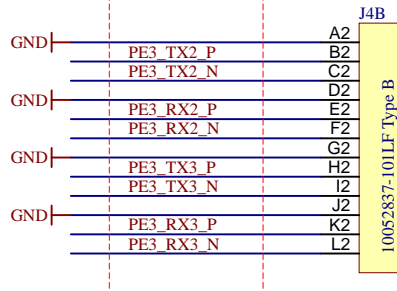 J4B
GND A2
PE3_TX2_P B2
PE3_TX2_N C2
GND D2
PE3_RX2_P E2
PE3_RX2_N F2
GND G2
PE3_TX3_P H2
PE3_TX3_N I2
GND J2
PE3_RX3_P K2
PE3_RX3_N L2
10052837-101LF Type B